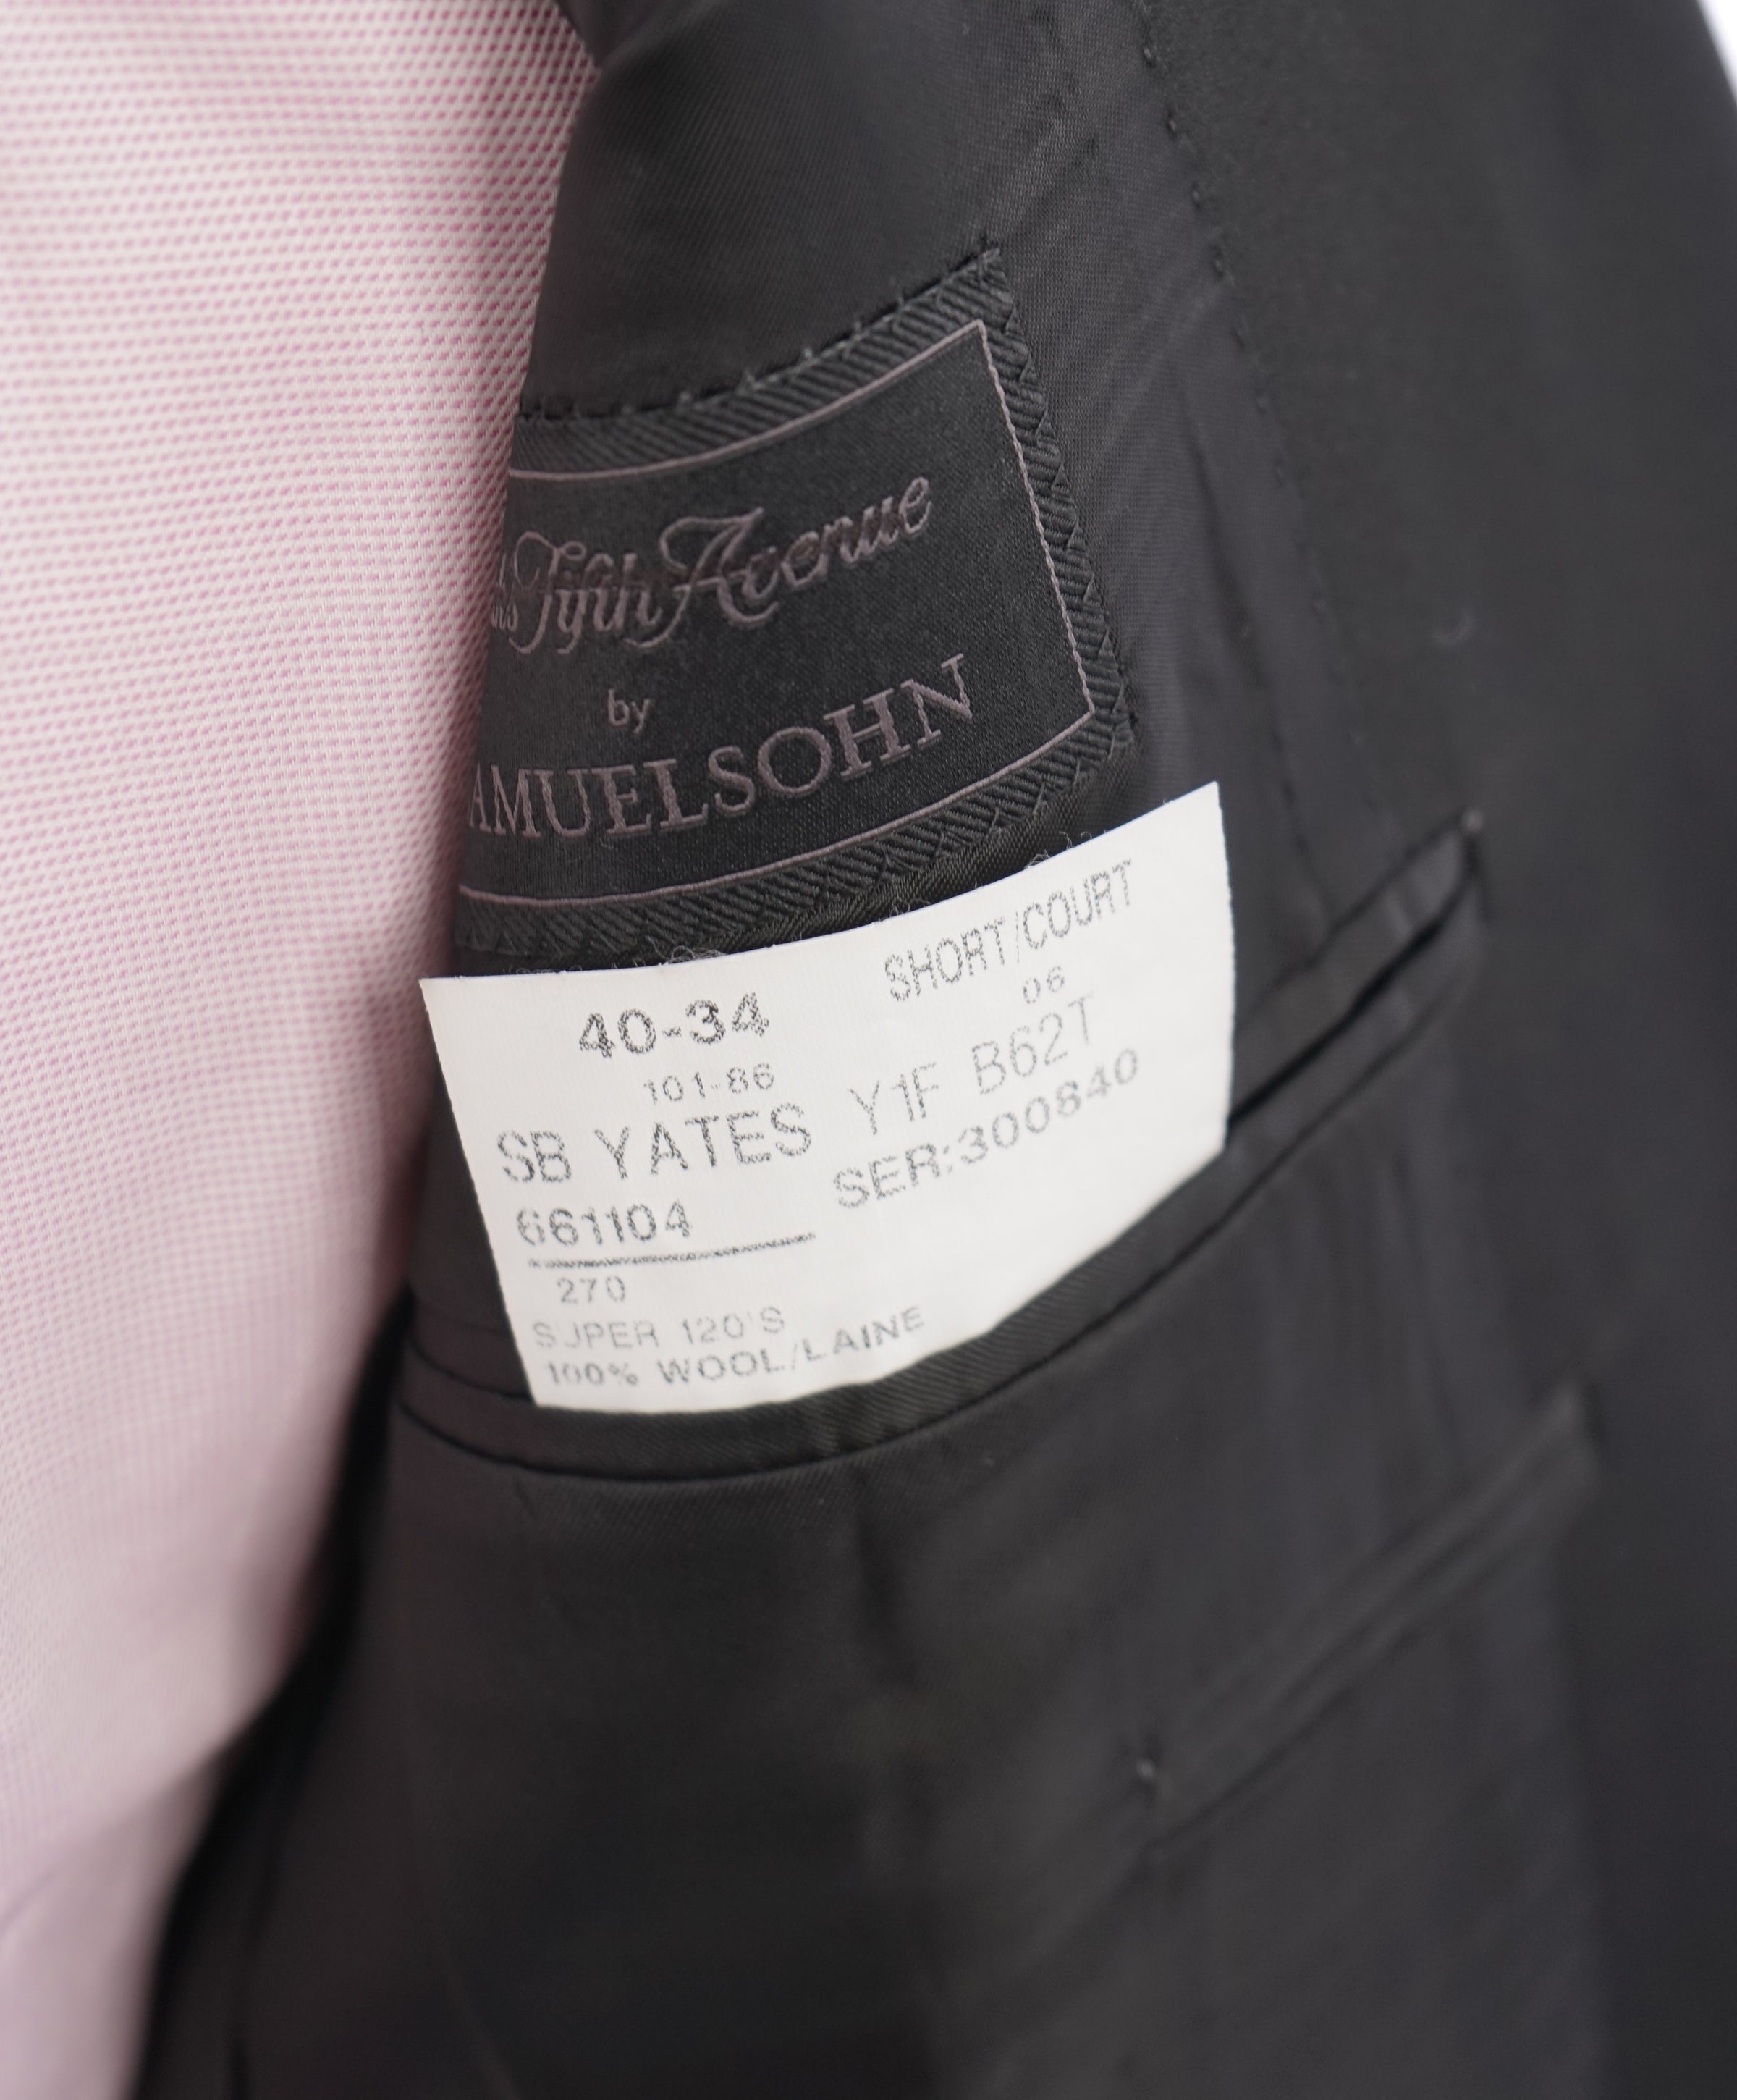 Fifth Avenue
by
AMUELSOHN
40-34 SHORT/COURT
101-86 06
SB YATES Y1F B62T
661104 SER:300840
270
SUPER 120'S
100% WOOL/LAINE